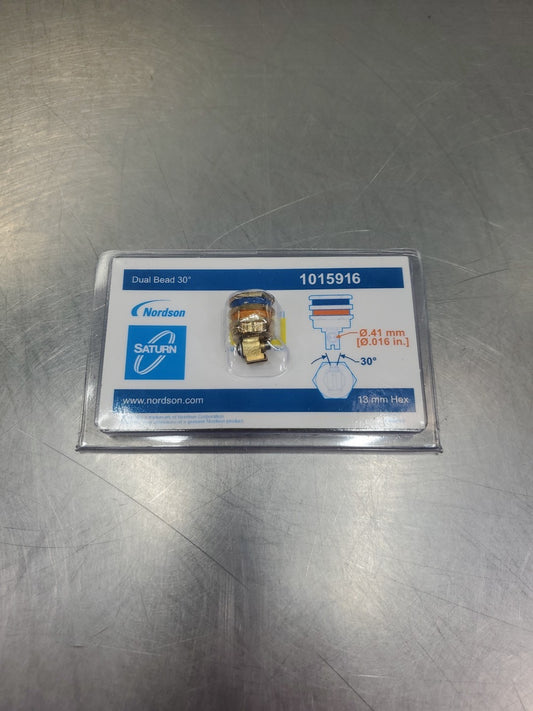 Dual Bead 30°
1015916
Nordson
SATURN
Ø.41 mm
[Ø.016 in.]
30°
www.nordson.com
13 mm Hex